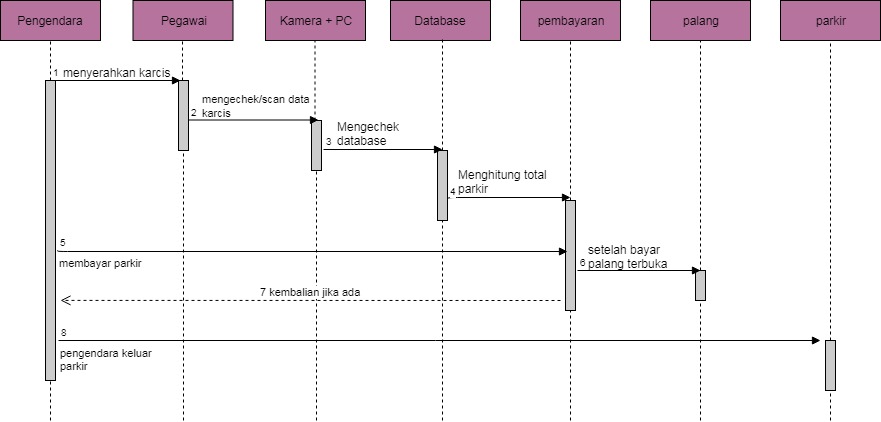 Pengendara
Pegawai
Kamera + PC
Database
pembayaran
palang
parkir
1 menyerahkan karcis
mengechek/scan data
2 karcis
Mengechek
3 database
Menghitung total
4 parkir
5
membayar parkir
setelah bayar
6 palang terbuka
7 kembalian jika ada
8
pengendara keluar
parkir